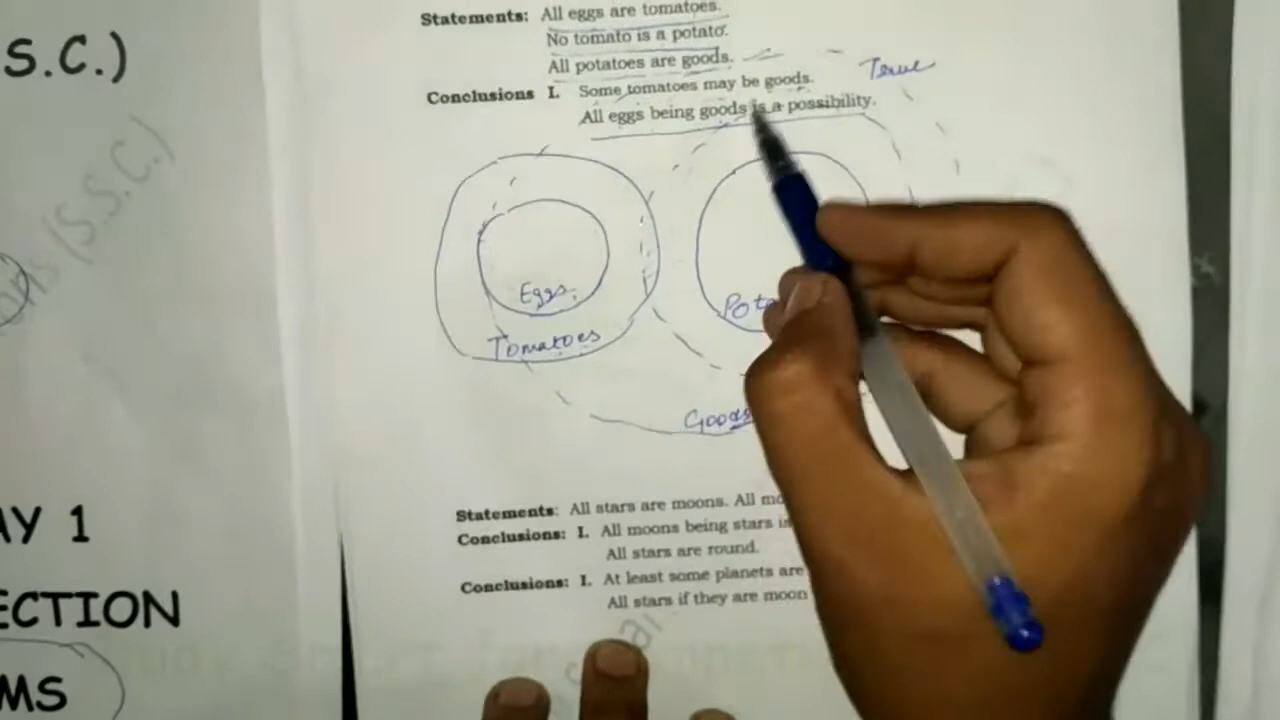 S.C.)
ons (S.S.C.)
AY 1
ECTION
MS
Statements: All eggs are tomatoes.
No tomato is a potato.
All potatoes are goods.
Conclusions I. Some tomatoes may be goods.
True
All eggs being goods is a possibility.
Eggs
Tomatoes
Pota
Goods
Statements: All stars are moons. All mo
Conclusions: I. All moons being stars i
All stars are round.
Conclusions: I. At least some planets are
All stars if they are moon